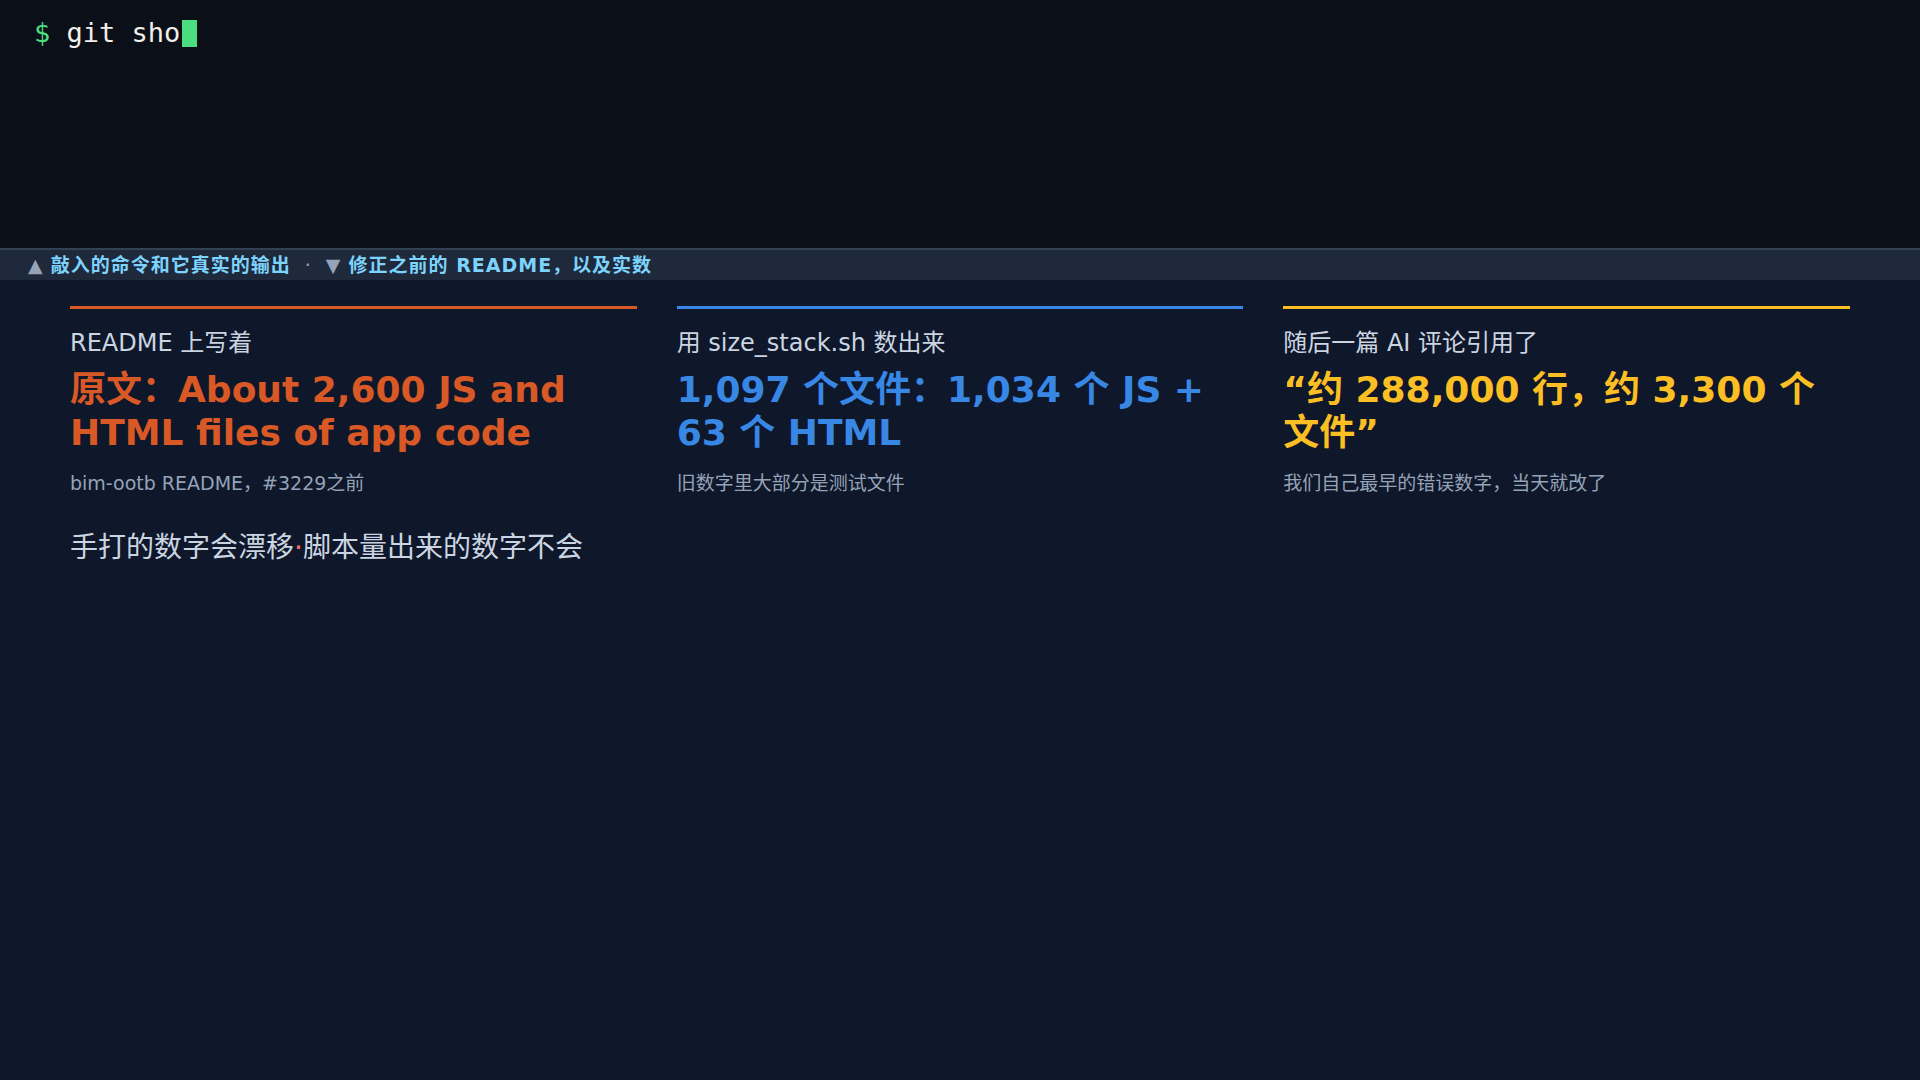 $ git sho
▲ 敲入的命令和它真实的输出 · ▼ 修正之前的 README，以及实数
README 上写着
原文：About 2,600 JS and
HTML files of app code
bim-ootb README，#3229之前
用 size_stack.sh 数出来
1,097 个文件：1,034 个 JS +
63 个 HTML
旧数字里大部分是测试文件
随后一篇 AI 评论引用了
“约 288,000 行，约 3,300 个
文件”
我们自己最早的错误数字，当天就改了
手打的数字会漂移·脚本量出来的数字不会